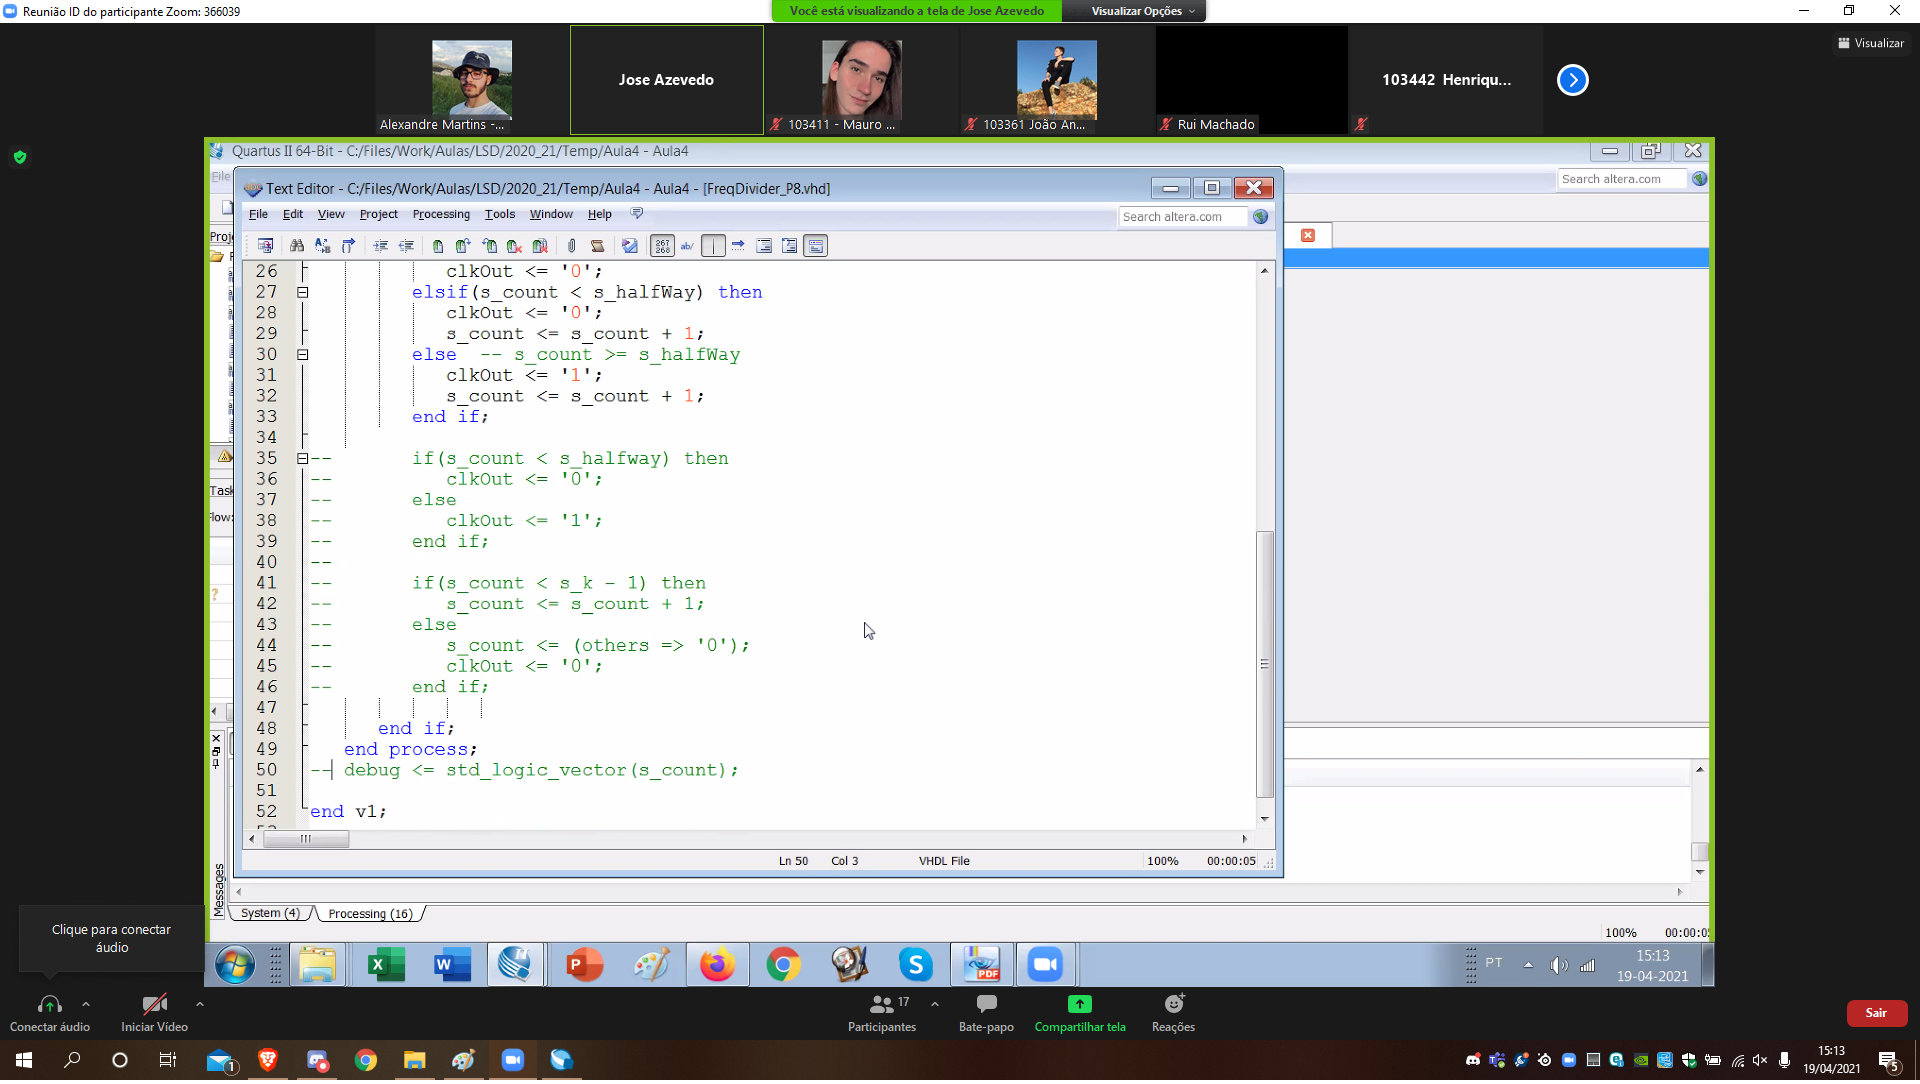 Reunião ID do participante Zoom: 366039
Você está visualizando a tela de Jose Azevedo
Visualizar Opções
Visualizar
Alexandre Martins -...
Jose Azevedo
103411 - Mauro ...
103361 João An...
Rui Machado
103442 Henriqu...
Quartus II 64-Bit - C:/Files/Work/Aulas/LSD/2020_21/Temp/Aula4 - Aula4
File
Search altera.com
Text Editor - C:/Files/Work/Aulas/LSD/2020_21/Temp/Aula4 - Aula4 - [FreqDivider_P8.vhd]
File Edit View Project Processing Tools Window Help
Search altera.com
Proj
267
268
ab/
26 clkOut <= '0';
27 elsif(s_count < s_halfWay) then
28 clkOut <= '0';
29 s_count <= s_count + 1;
30 else -- s_count >= s_halfWay
31 clkOut <= '1';
32 s_count <= s_count + 1;
33 end if;
34
35 -- if(s_count < s_halfway) then
36 -- clkOut <= '0';
37 -- else
38 -- clkOut <= '1';
39 -- end if;
40 --
41 -- if(s_count < s_k - 1) then
42 -- s_count <= s_count + 1;
43 -- else
44 -- s_count <= (others => '0');
45 -- clkOut <= '0';
46 -- end if;
47
48 end if;
49 end process;
50 -- debug <= std_logic_vector(s_count);
51
52 end v1;
Task
Flow:
Ln 50 Col 3 VHDL File 100% 00:00:05
Messages
System (4) Processing (16)
100% 00:00:0
Clique para conectar
áudio
PT
15:13
19-04-2021
Conectar áudio
Iniciar Vídeo
17
Participantes
Bate-papo
Compartilhar tela
Reações
Sair
1
15:13
19/04/2021
5